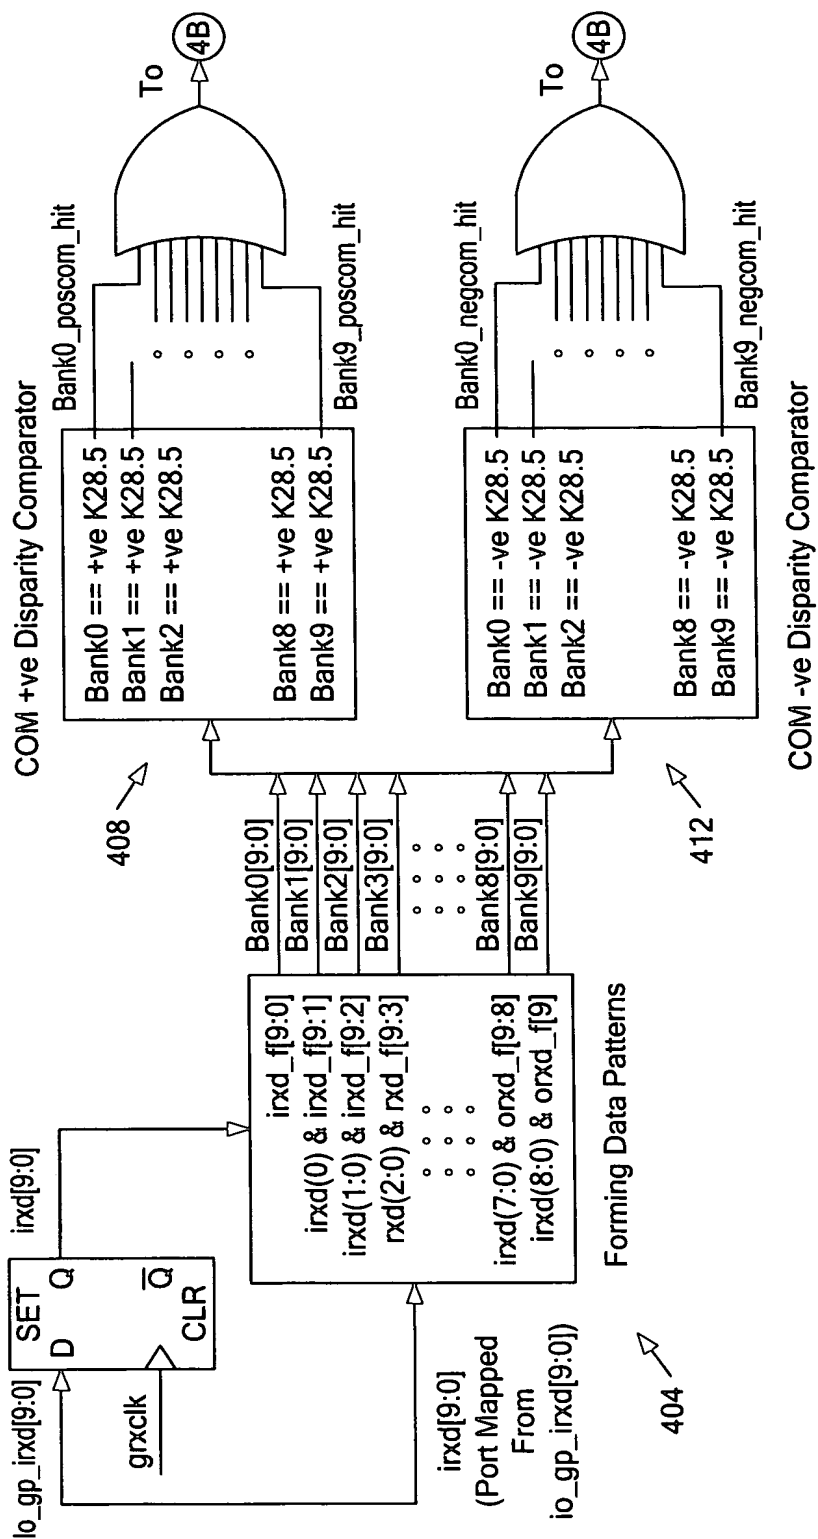 Io_gp_irxd[9:0]
SET
D
Q
Q
CLR
grxclk
irxd[9:0]
irxd[9:0]
(Port Mapped
From
io_gp_irxd[9:0])
404
irxd_f[9:0]
irxd(0) & irxd_f[9:1]
irxd(1:0) & irxd_f[9:2]
rxd(2:0) & rxd_f[9:3]
irxd(7:0) & orxd_f[9:8]
irxd(8:0) & orxd_f[9]
Forming Data Patterns
Bank0[9:0]
Bank1[9:0]
Bank2[9:0]
Bank3[9:0]
Bank8[9:0]
Bank9[9:0]
408
COM +ve Disparity Comparator
Bank0 == +ve K28.5
Bank1 == +ve K28.5
Bank2 == +ve K28.5
Bank8 == +ve K28.5
Bank9 == +ve K28.5
Bank0_poscom_hit
Bank9_poscom_hit
To
4B
412
Bank0 == -ve K28.5
Bank1 == -ve K28.5
Bank2 == -ve K28.5
Bank8 == -ve K28.5
Bank9 == -ve K28.5
COM -ve Disparity Comparator
Bank0_negcom_hit
Bank9_negcom_hit
To
4B